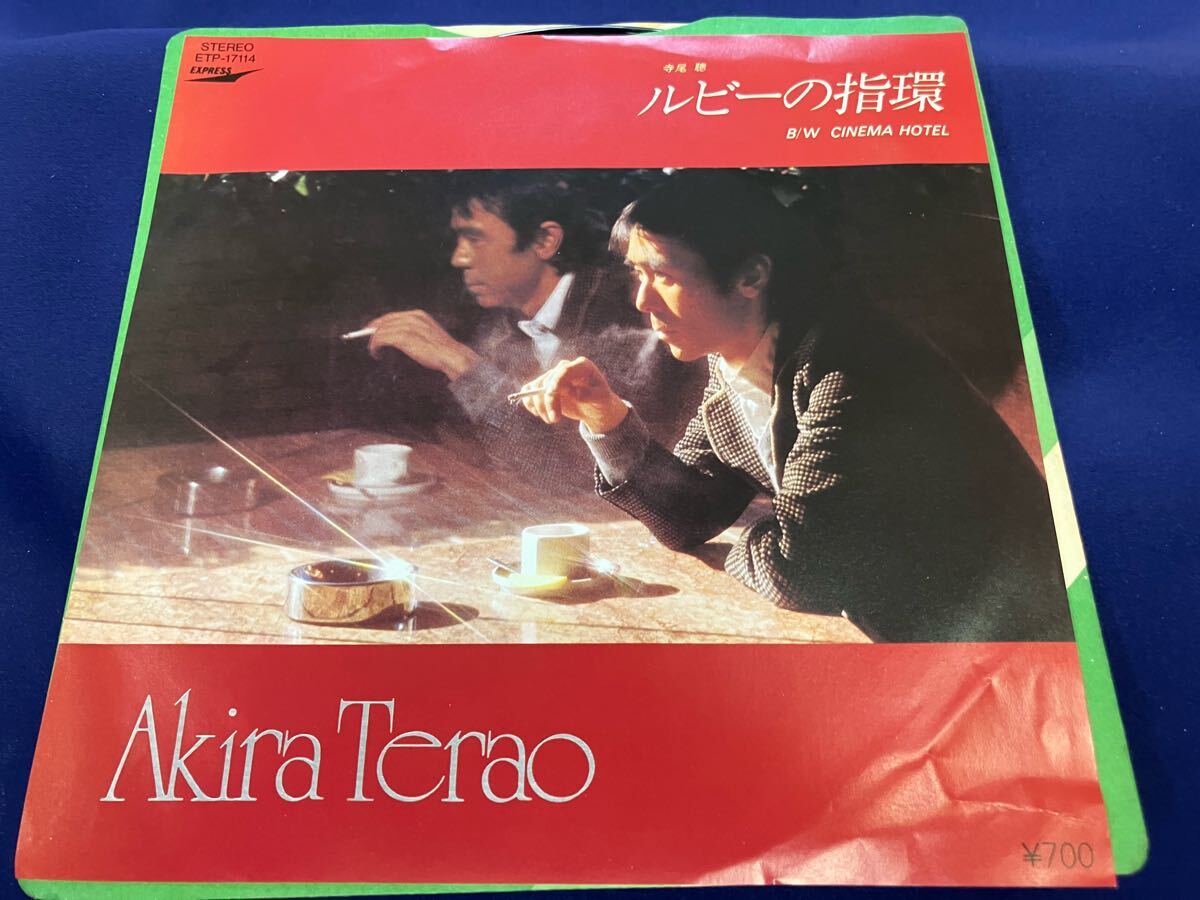 STEREO
ETP-17114
EXPRESS
寺尾 聰
ルビーの指環
B/W CINEMA HOTEL
Akira Terao
¥700